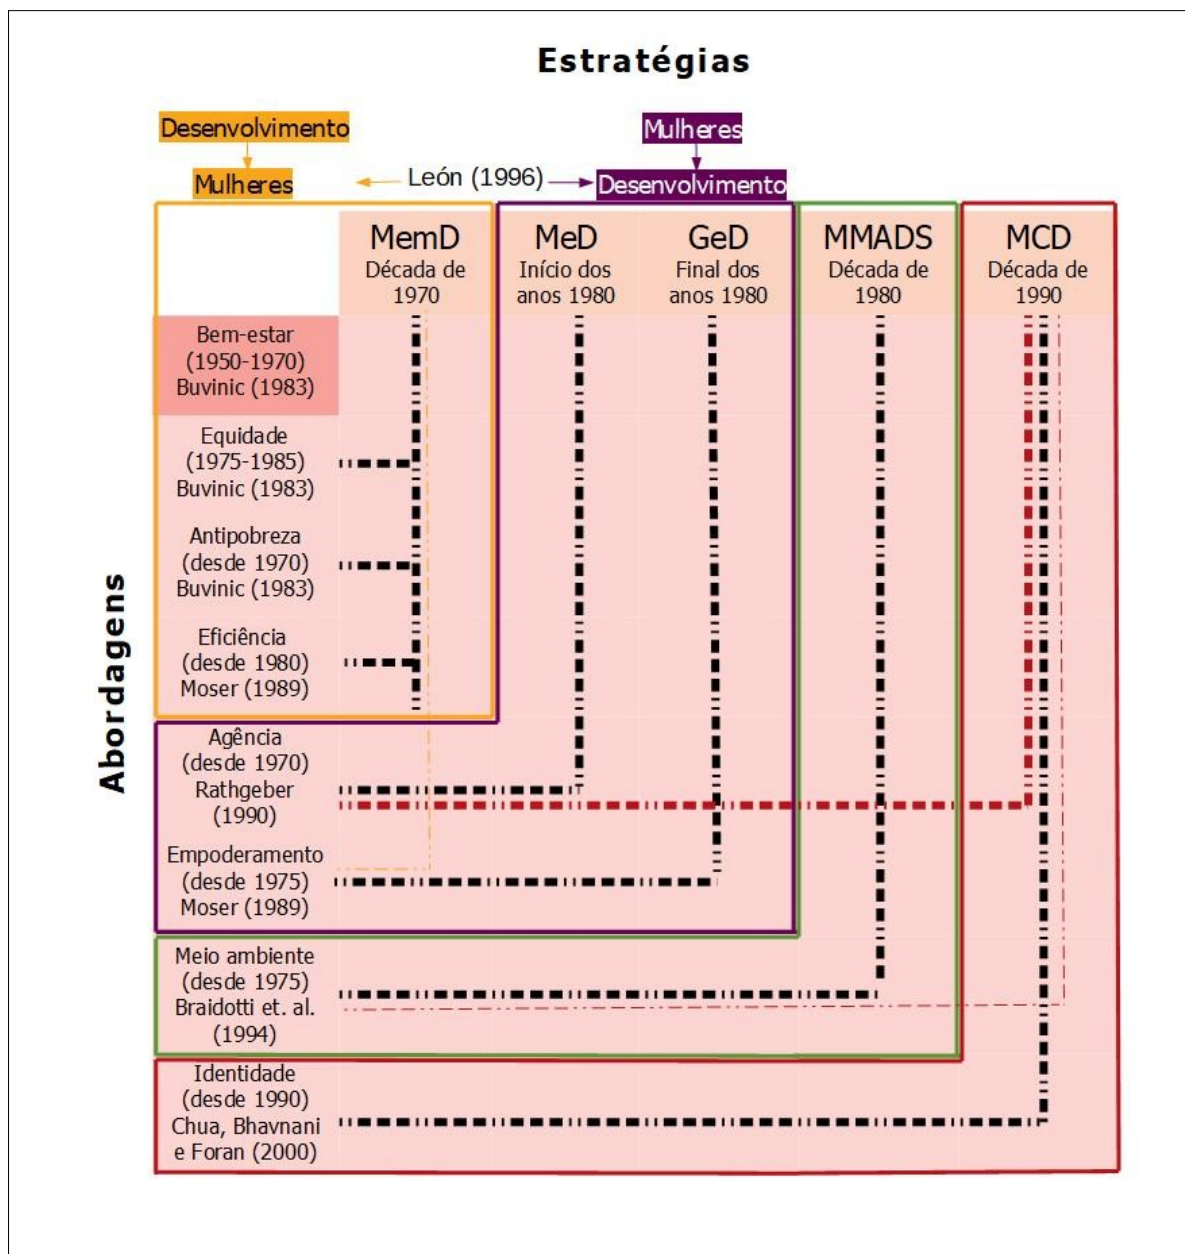 Estratégias
Desenvolvimento
Mulheres
Mulheres
León (1996)
Desenvolvimento
MemD
Década de
1970
MeD
Início dos
anos 1980
GeD
Final dos
anos 1980
MMADS
Década de
1980
MCD
Década de
1990
Abordagens
Bem-estar
(1950-1970)
Buvinic (1983)
Equidade
(1975-1985)
Buvinic (1983)
Antipobreza
(desde 1970)
Buvinic (1983)
Eficiência
(desde 1980)
Moser (1989)
Agência
(desde 1970)
Rathgeber
(1990)
Empoderamento
(desde 1975)
Moser (1989)
Meio ambiente
(desde 1975)
Braidotti et. al.
(1994)
Identidade
(desde 1990)
Chua, Bhavnani
e Foran (2000)